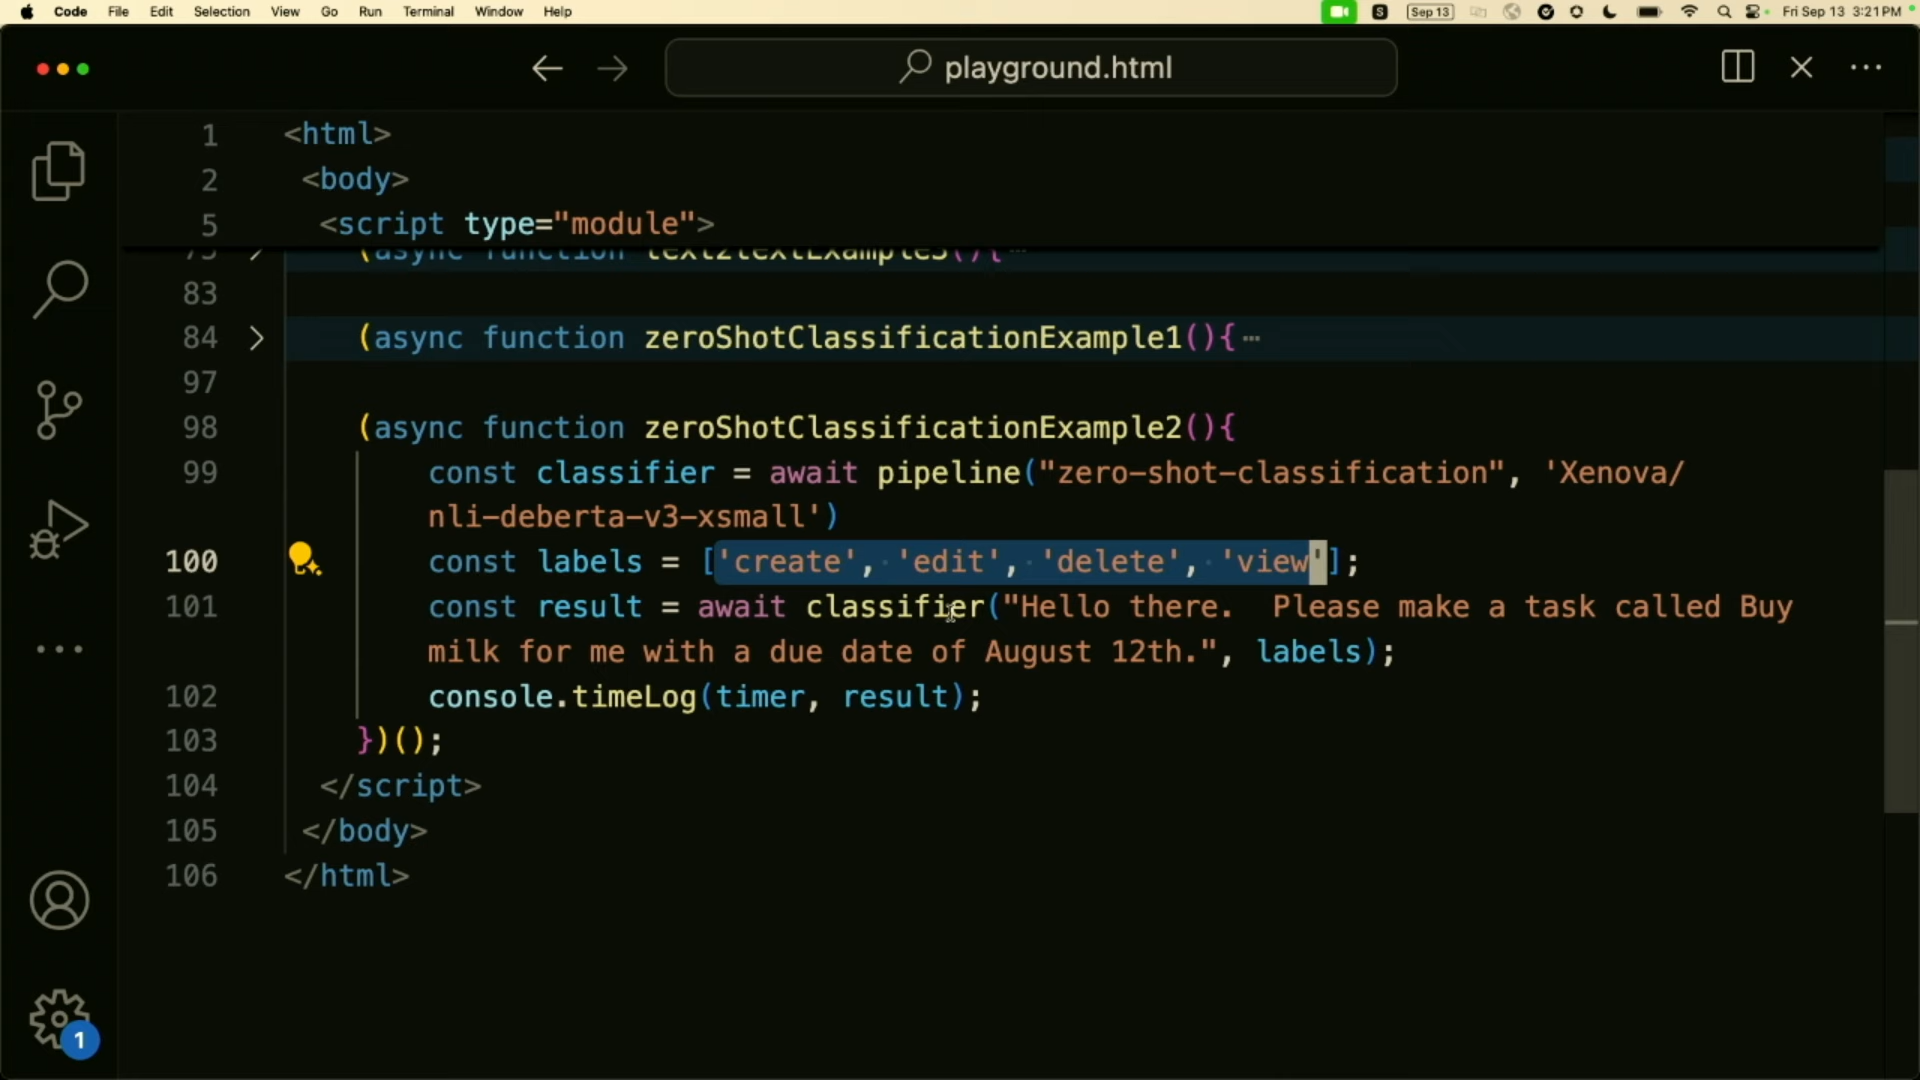 Code File Edit Selection View Go Run Terminal Window Help S Sep 13 Fri Sep 13 3:21 PM
playground.html
1 <html>
2 <body>
5 <script type="module">
75 (async function text2textExample3(){…
83
84 (async function zeroShotClassificationExample1(){…
97
98 (async function zeroShotClassificationExample2(){
99 const classifier = await pipeline("zero-shot-classification", 'Xenova/
nli-deberta-v3-xsmall')
100 const labels = ['create', 'edit', 'delete', 'view'];
101 const result = await classifier("Hello there.  Please make a task called Buy
milk for me with a due date of August 12th.", labels);
102 console.timeLog(timer, result);
103 })();
104 </script>
105 </body>
106 </html>
1